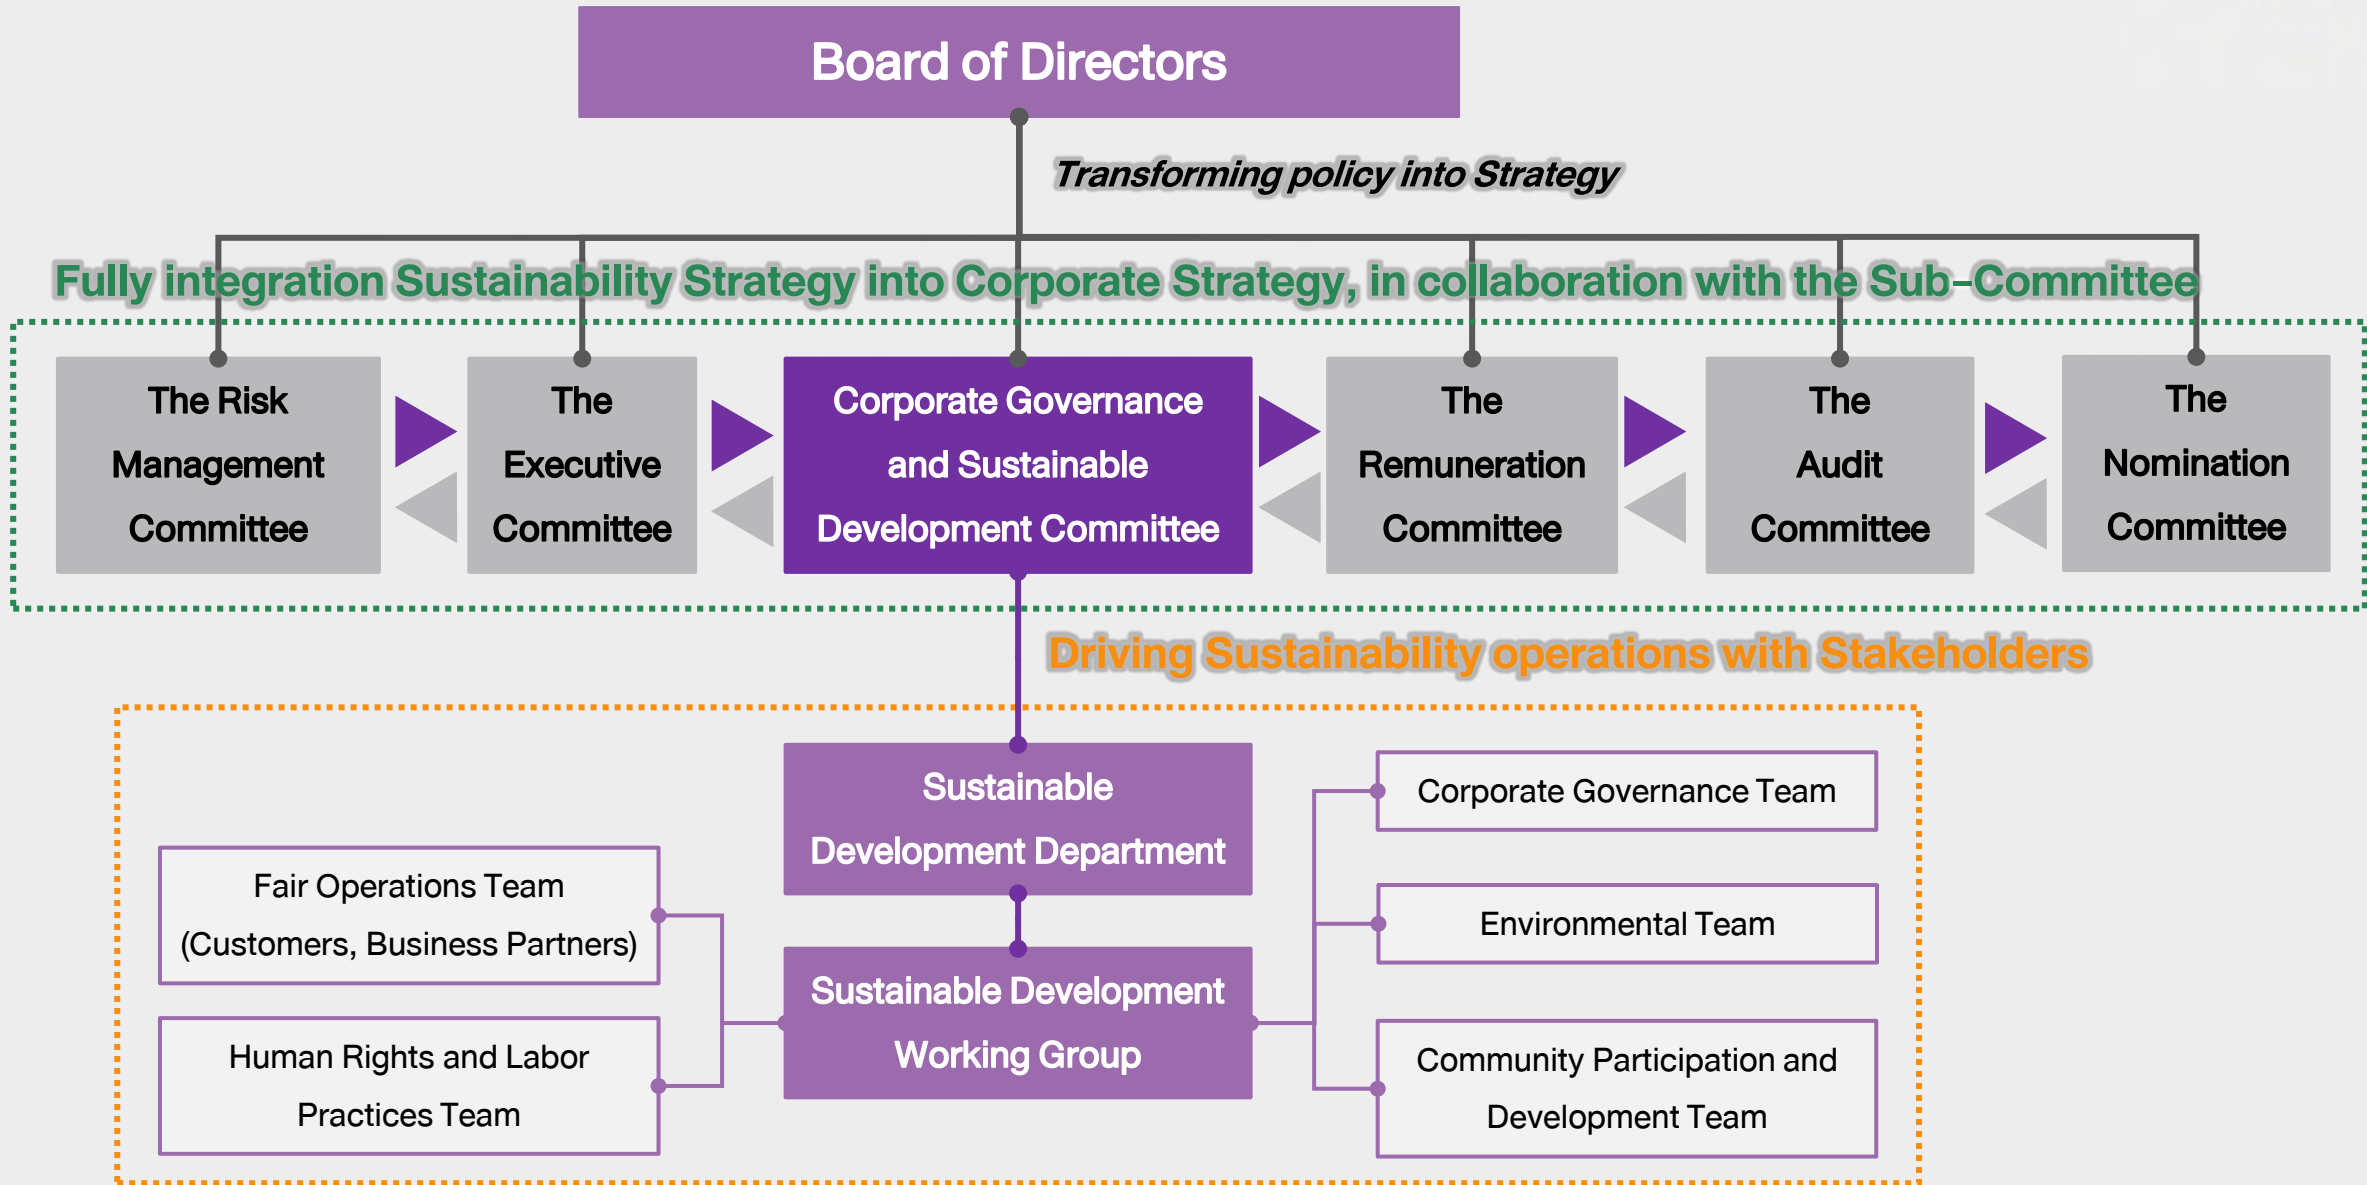 Board of Directors
Transforming policy into Strategy
Fully integration Sustainability Strategy into Corporate Strategy, in collaboration with the Sub-Committee
The Risk
Management
Committee
The
Executive
Committee
Corporate Governance
and Sustainable
Development Committee
The
Remuneration
Committee
The
Audit
Committee
The
Nomination
Committee
Driving Sustainability operations with Stakeholders
Sustainable
Development Department
Fair Operations Team
(Customers, Business Partners)
Human Rights and Labor
Practices Team
Sustainable Development
Working Group
Corporate Governance Team
Environmental Team
Community Participation and
Development Team